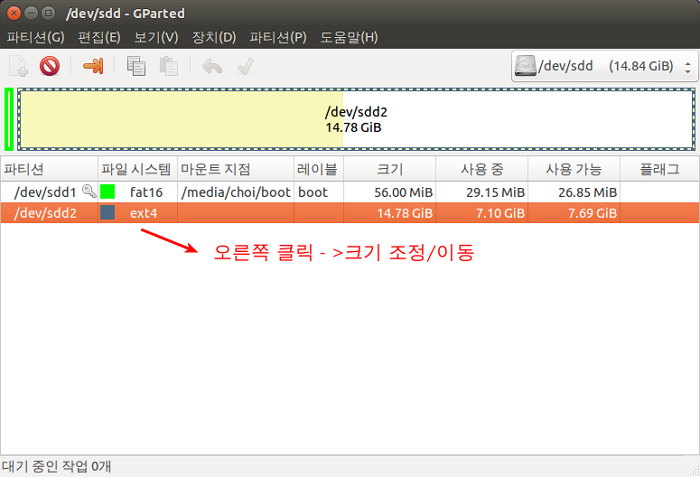 /dev/sdd - GParted
파티션(G) 편집(E) 보기(V) 장치(D) 파티션(P) 도움말(H)
/dev/sdd (14.84 GiB)
/dev/sdd2
14.78 GiB
파티션 파일 시스템 마운트 지점 레이블 크기 사용 중 사용 가능 플래그
/dev/sdd1 fat16 /media/choi/boot boot 56.00 MiB 29.15 MiB 26.85 MiB
/dev/sdd2 ext4 14.78 GiB 7.10 GiB 7.69 GiB
오른쪽 클릭 - >크기 조정/이동
대기 중인 작업 0개